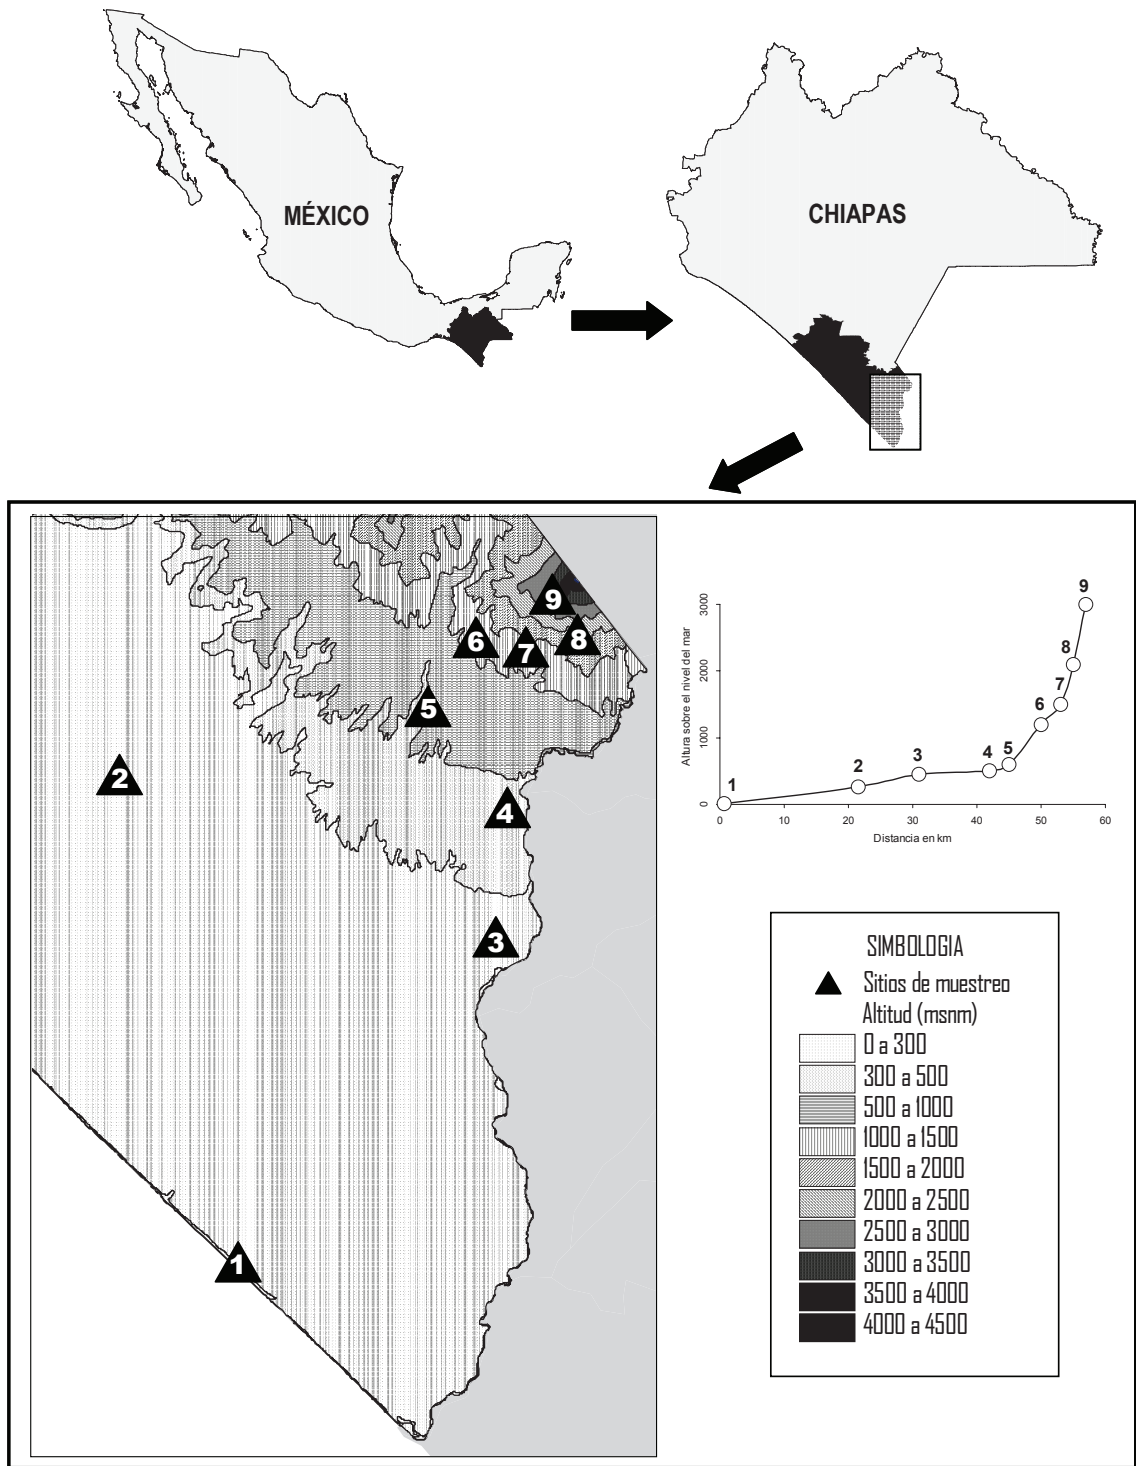 MÉXICO
CHIAPAS
9
8
7
6
5
4
3
2
1
Altura sobre el nivel del mar
3000
2000
1000
0
1
2
3
4
5
6
7
8
9
0
10
20
30
40
50
60
Distancia en km
SIMBOLOGIA
Sitios de muestreo
Altitud (msnm)
0 a 300
300 a 500
500 a 1000
1000 a 1500
1500 a 2000
2000 a 2500
2500 a 3000
3000 a 3500
3500 a 4000
4000 a 4500